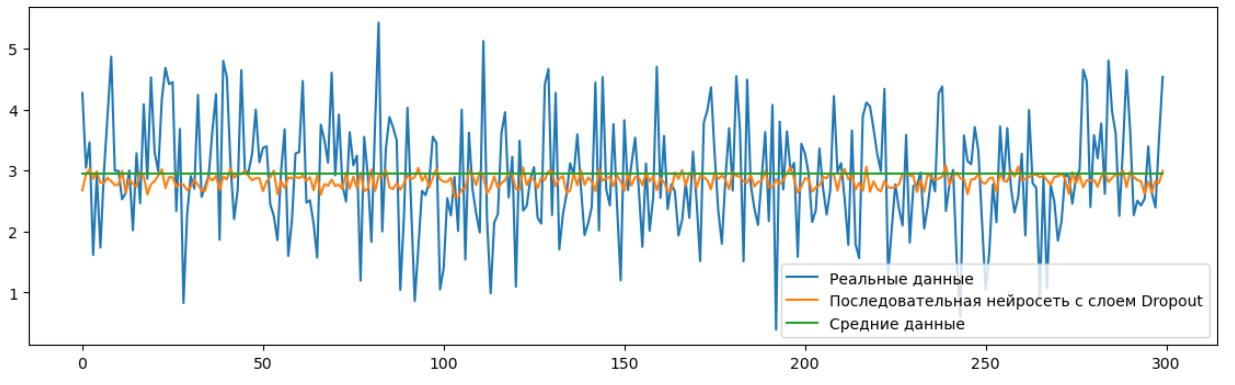 5
4
3
2
1
Реальные данные
Последовательная нейросеть с слоем Dropout
Средние данные
0 50 100 150 200 250 300